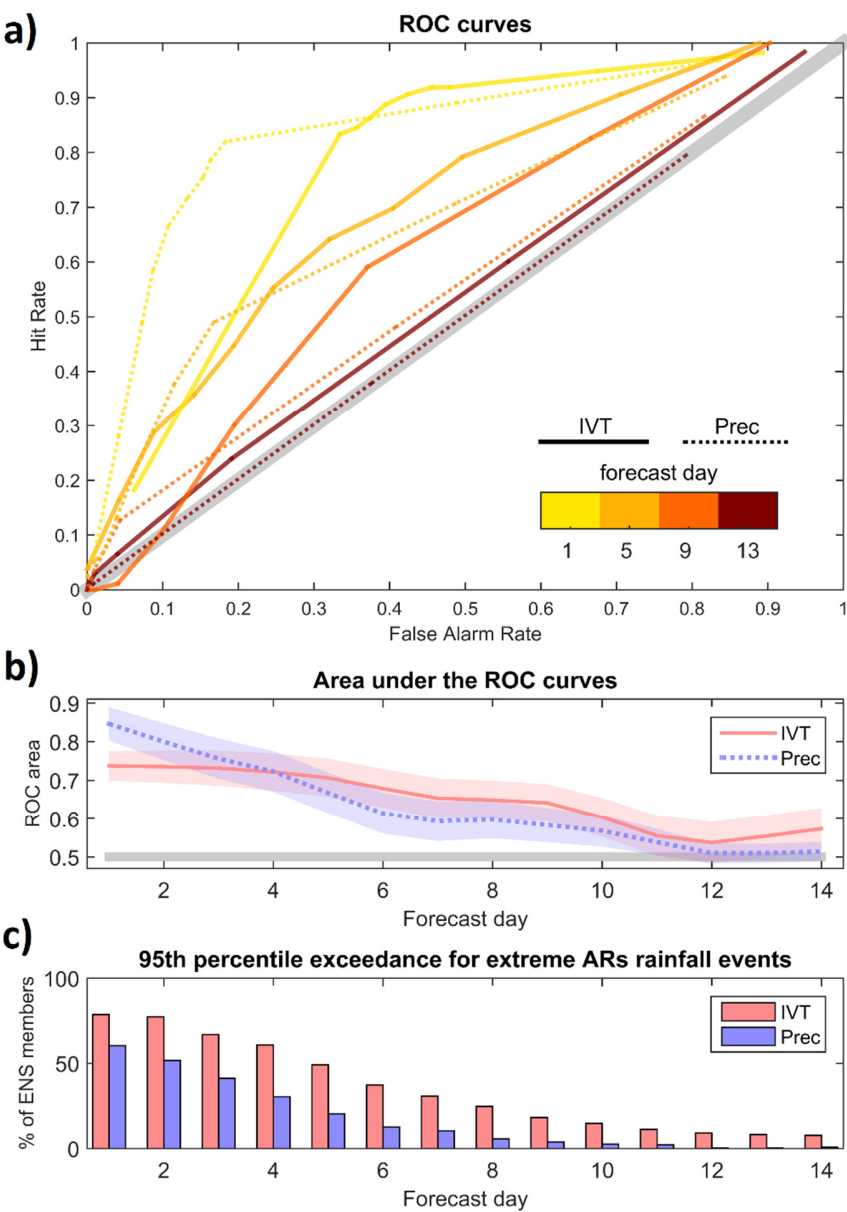 a)
ROC curves
1
0.9
0.8
0.7
0.6
0.5
0.4
0.3
0.2
0.1
0
Hit Rate
0 0.1 0.2 0.3 0.4 0.5 0.6 0.7 0.8 0.9 1
False Alarm Rate
IVT Prec
forecast day
1 5 9 13
b)
Area under the ROC curves
0.9
0.8
0.7
0.6
0.5
ROC area
IVT
Prec
2 4 6 8 10 12 14
Forecast day
c)
95th percentile exceedance for extreme ARs rainfall events
100
50
0
% of ENS members
IVT
Prec
2 4 6 8 10 12 14
Forecast day